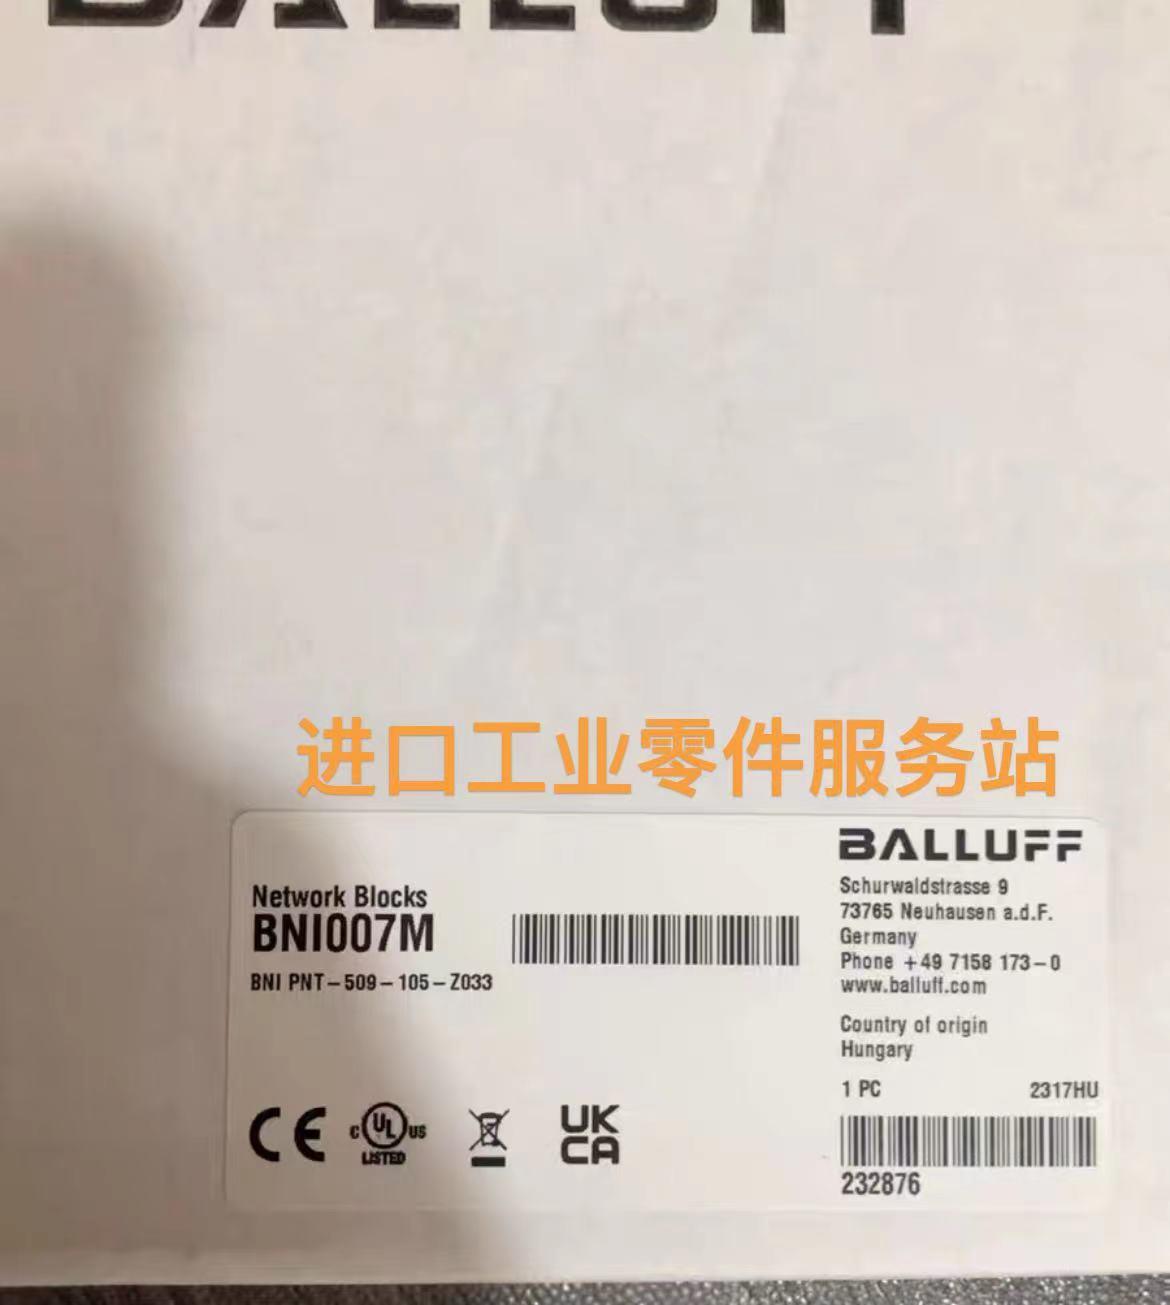 BALLUFF
进口工业零件服务站
Network Blocks
BNI007M
BNI PNT-509-105-Z033
CE
C UL US
LISTED
UK
CA
BALLUFF
Schurwaldstrasse 9
73765 Neuhausen a.d.F.
Germany
Phone +49 7158 173-0
www.balluff.com
Country of origin
Hungary
1 PC 2317HU
232876